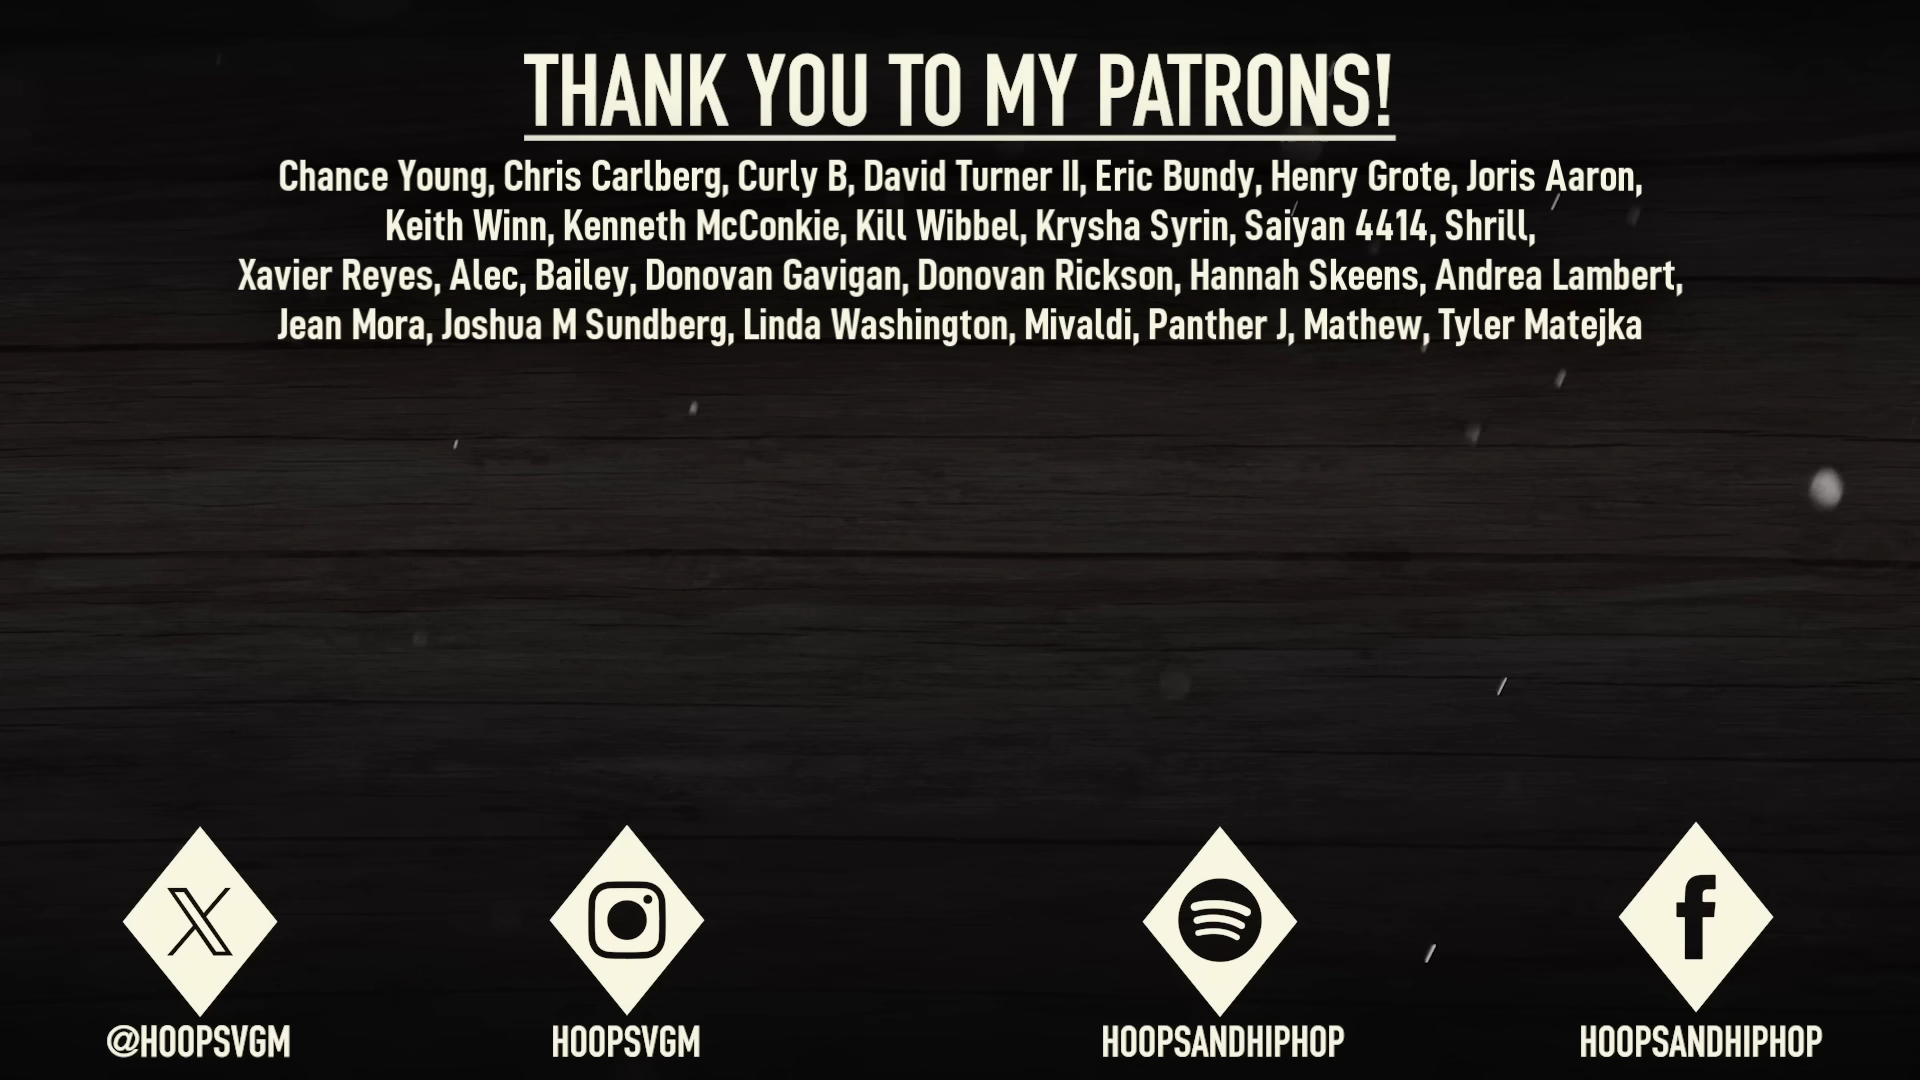 THANK YOU TO MY PATRONS!
Chance Young, Chris Carlberg, Curly B, David Turner II, Eric Bundy, Henry Grote, Joris Aaron,
Keith Winn, Kenneth McConkie, Kill Wibbel, Krysha Syrin, Saiyan 4414, Shrill,
Xavier Reyes, Alec, Bailey, Donovan Gavigan, Donovan Rickson, Hannah Skeens, Andrea Lambert,
Jean Mora, Joshua M Sundberg, Linda Washington, Mivaldi, Panther J, Mathew, Tyler Matejka
@HOOPSVGM
HOOPSVGM
HOOPSANDHIPHOP
HOOPSANDHIPHOP